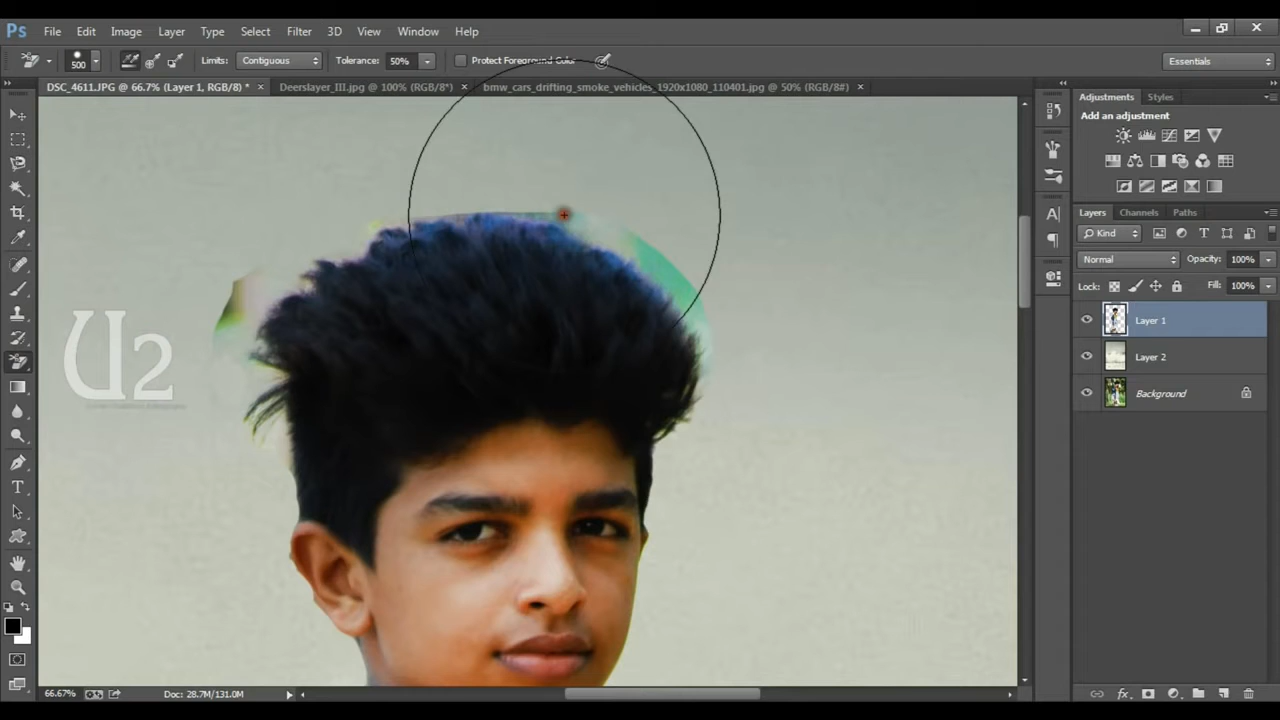 Ps File Edit Image Layer Type Select Filter 3D View Window Help
500 Limits: Contiguous Tolerance: 50% Protect Foreground Color Essentials
DSC_4611.JPG @ 66.7% (Layer 1, RGB/8) * × Deerslayer_III.jpg @ 100% (RGB/8*) × bmw_cars_drifting_smoke_vehicles_1920x1080_110401.jpg @ 50% (RGB/8#) ×
Adjustments Styles
Add an adjustment
Layers Channels Paths
Kind
Normal Opacity: 100%
Lock: Fill: 100%
Layer 1
Layer 2
Background
U2
T
A
66.67% Doc: 28.7M/131.0M